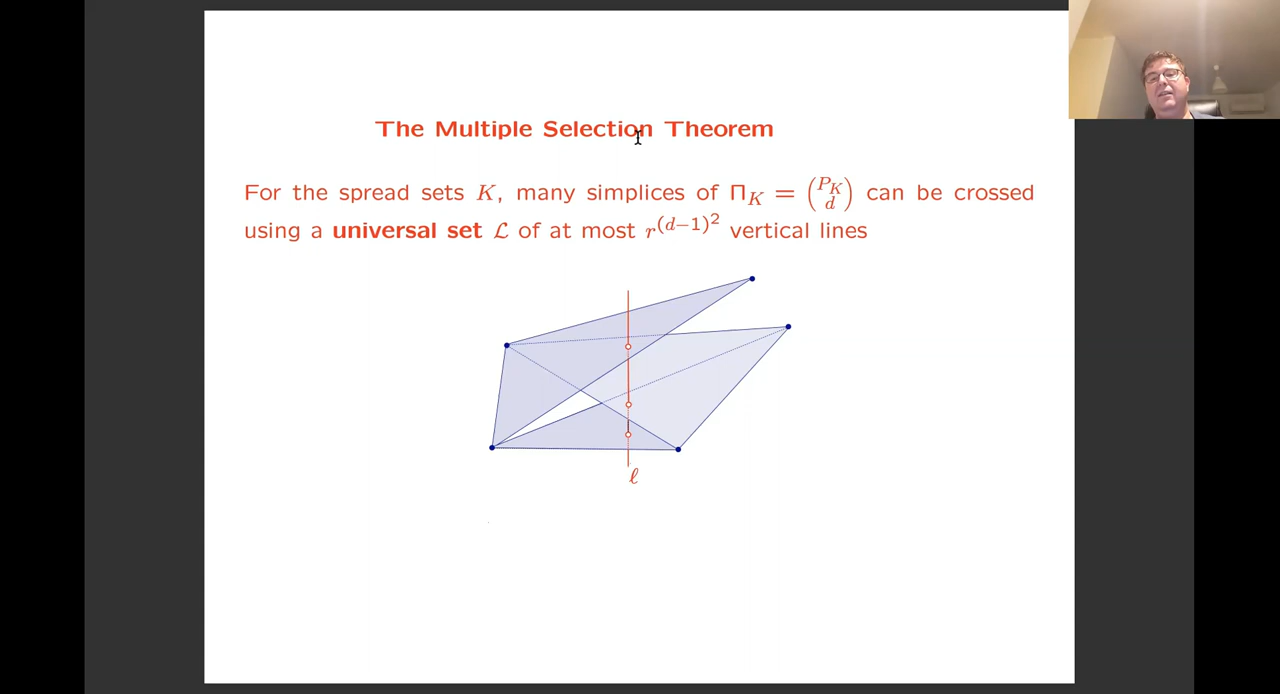 The Multiple Selection Theorem
For the spread sets K, many simplices of Π_K = \binom{P_K}{d} can be crossed
using a universal set ℒ of at most r^{(d−1)^2} vertical lines
ℓ